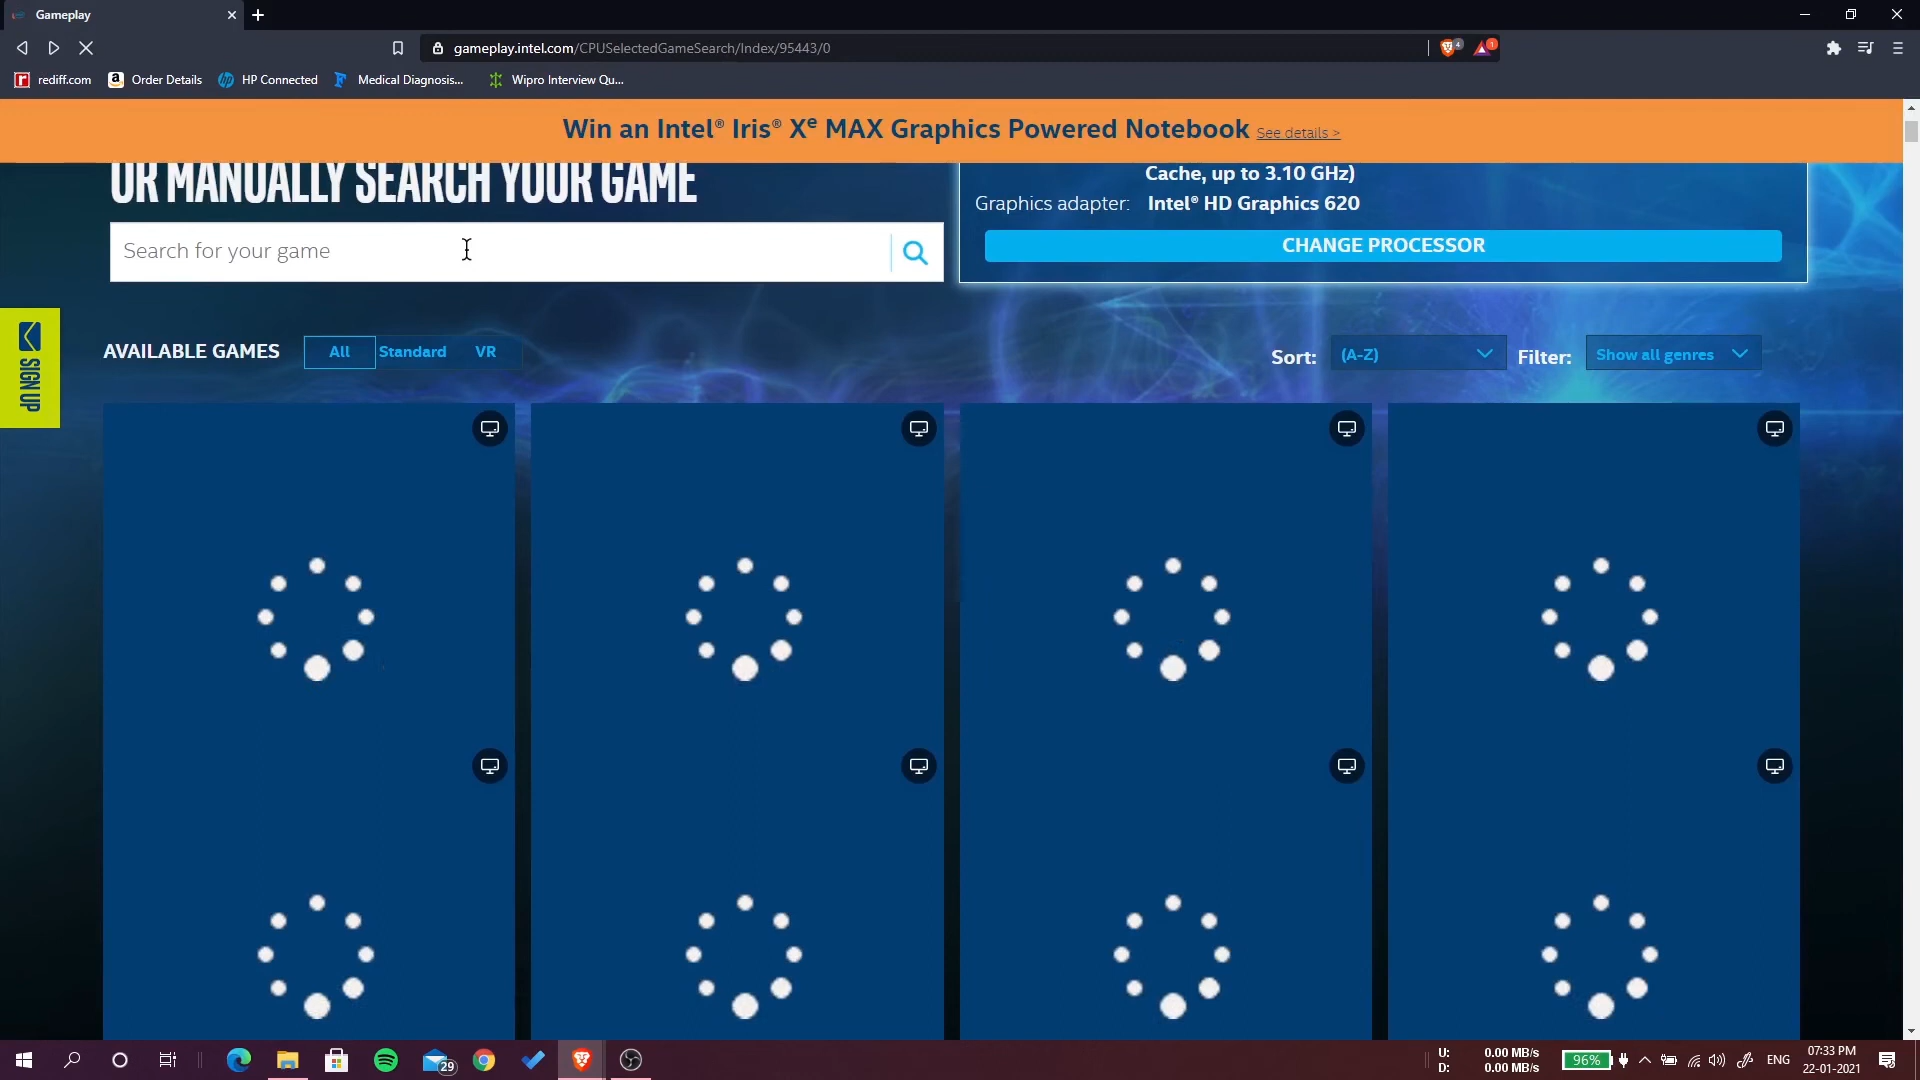 Gameplay
gameplay.intel.com/CPUSelectedGameSearch/Index/95443/0
4
1
rediff.com
Order Details
HP Connected
Medical Diagnosis...
Wipro Interview Qu...
Win an Intel® Iris® Xe MAX Graphics Powered Notebook See details >
OR MANUALLY SEARCH YOUR GAME
Search for your game
Cache, up to 3.10 GHz)
Graphics adapter: Intel® HD Graphics 620
CHANGE PROCESSOR
SIGN UP
AVAILABLE GAMES All Standard VR
Sort: (A-Z) Filter: Show all genres
29
U: 0.00 MB/s
D: 0.00 MB/s
96%
ENG
07:33 PM
22-01-2021